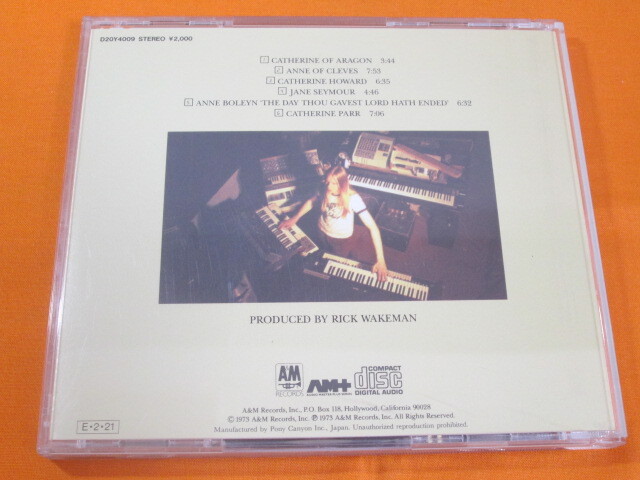 D20Y4009 STEREO ¥2,000
1 CATHERINE OF ARAGON 3:44
2 ANNE OF CLEVES 7:53
3 CATHERINE HOWARD 6:35
4 JANE SEYMOUR 4:46
5 ANNE BOLEYN 'THE DAY THOU GAVEST LORD HATH ENDED' 6:32
6 CATHERINE PARR 7:06
PRODUCED BY RICK WAKEMAN
A&M RECORDS
AM+
COMPACT disc DIGITAL AUDIO
A&M Records, Inc., P.O. Box 118, Hollywood, California 90028
© 1973 A&M Records, Inc. ℗ 1973 A&M Records, Inc. All Rights Reserved.
Manufactured by Pony Canyon Inc., Japan. Unauthorized reproduction prohibited.
E・2・21